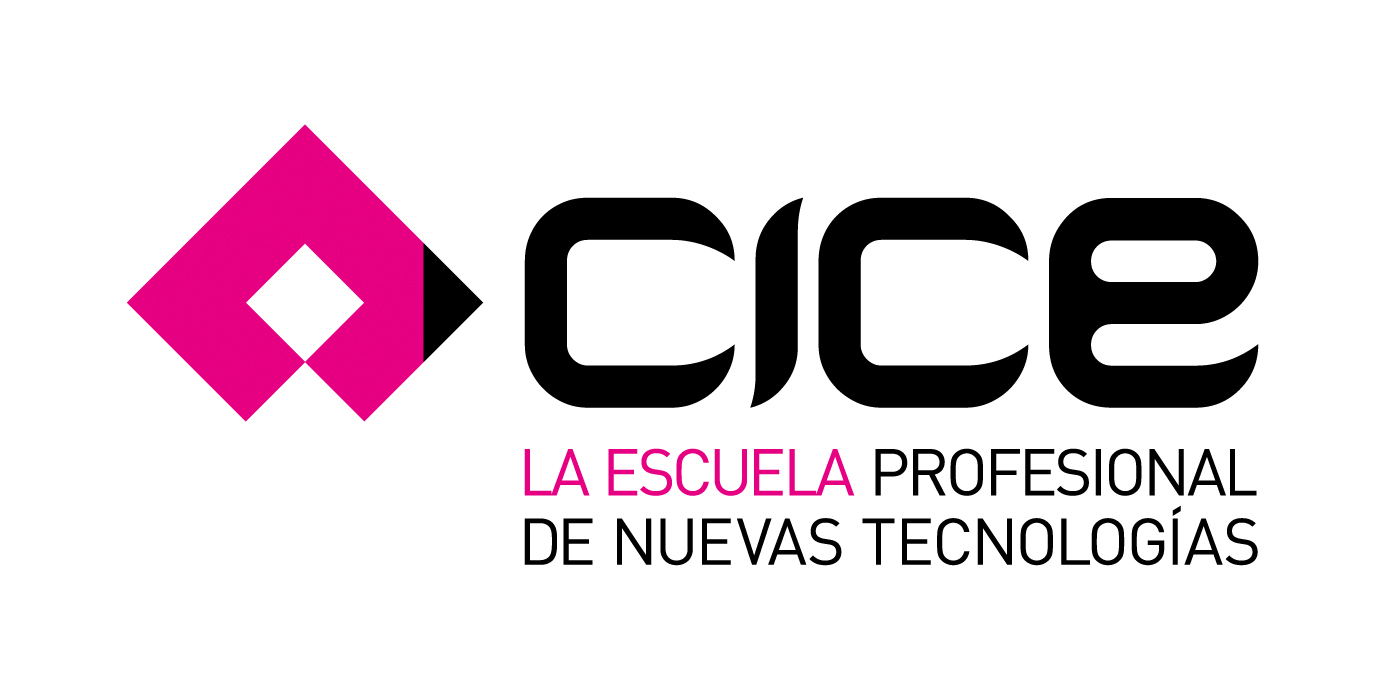 cice
LA ESCUELA PROFESIONAL
DE NUEVAS TECNOLOGÍAS